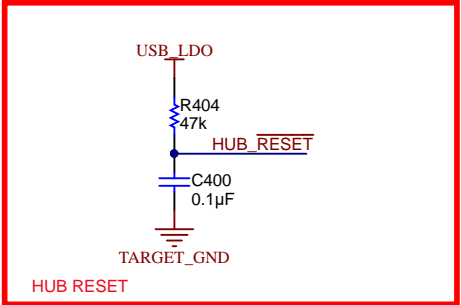 USB_LDO
R404
47k
HUB_RESET
C400
0.1µF
TARGET_GND
HUB RESET